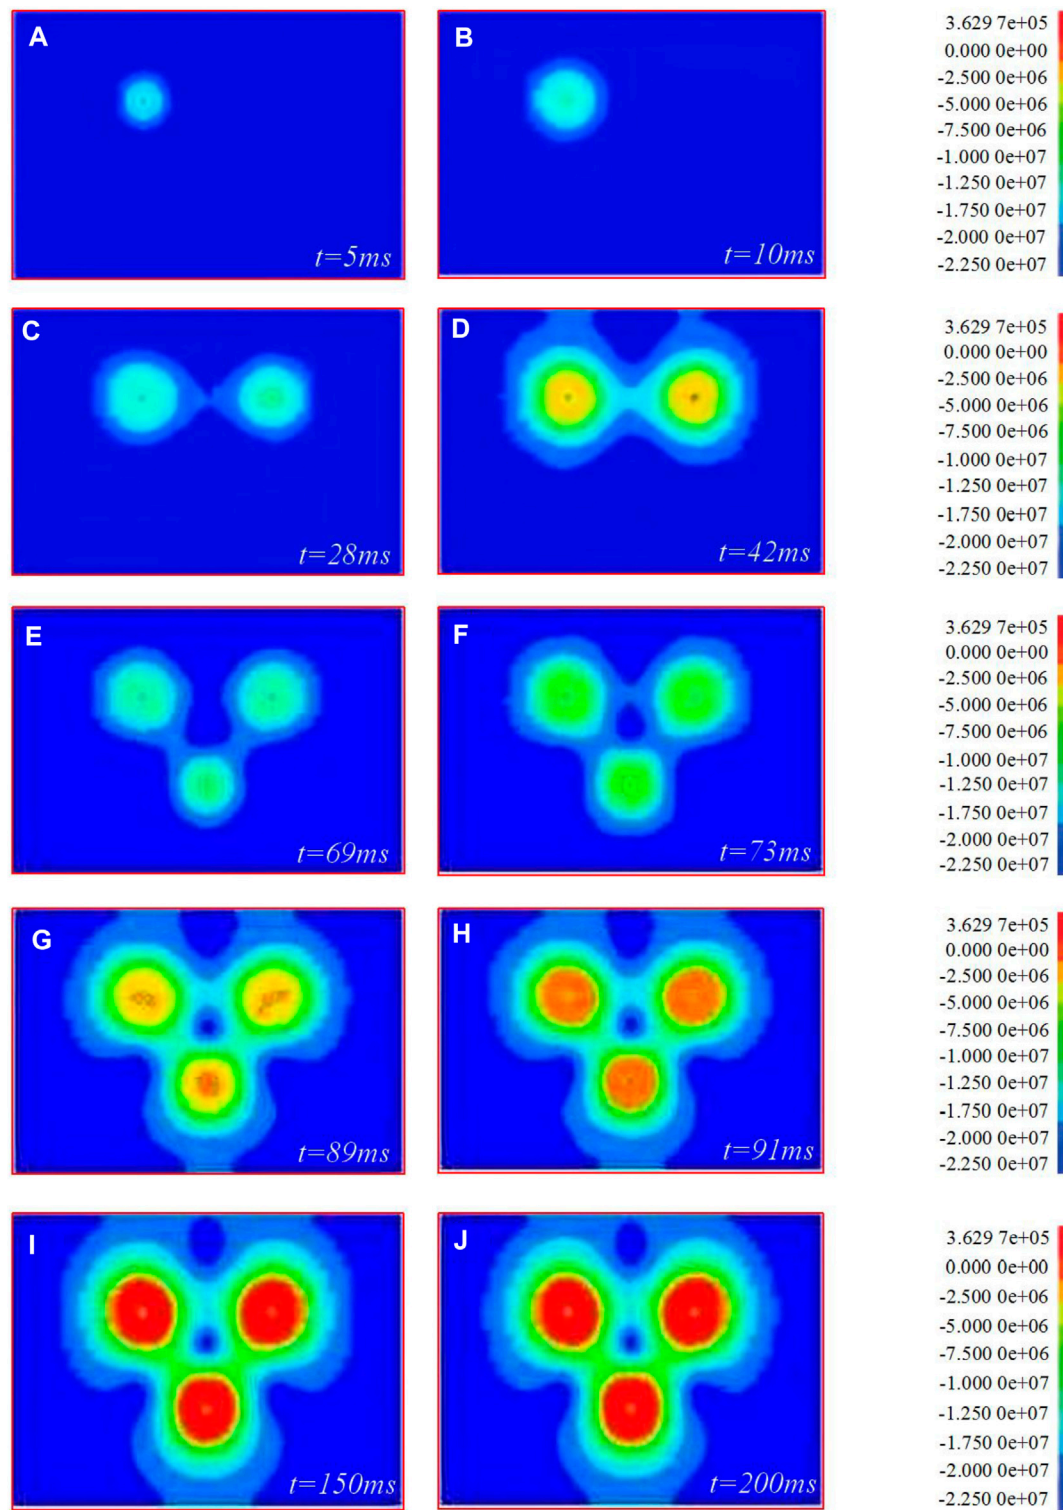 A
t=5ms
B
t=10ms
3.629 7e+05
0.000 0e+00
-2.500 0e+06
-5.000 0e+06
-7.500 0e+06
-1.000 0e+07
-1.250 0e+07
-1.750 0e+07
-2.000 0e+07
-2.250 0e+07
C
t=28ms
D
t=42ms
3.629 7e+05
0.000 0e+00
-2.500 0e+06
-5.000 0e+06
-7.500 0e+06
-1.000 0e+07
-1.250 0e+07
-1.750 0e+07
-2.000 0e+07
-2.250 0e+07
E
t=69ms
F
t=73ms
3.629 7e+05
0.000 0e+00
-2.500 0e+06
-5.000 0e+06
-7.500 0e+06
-1.000 0e+07
-1.250 0e+07
-1.750 0e+07
-2.000 0e+07
-2.250 0e+07
G
t=89ms
H
t=91ms
3.629 7e+05
0.000 0e+00
-2.500 0e+06
-5.000 0e+06
-7.500 0e+06
-1.000 0e+07
-1.250 0e+07
-1.750 0e+07
-2.000 0e+07
-2.250 0e+07
I
t=150ms
J
t=200ms
3.629 7e+05
0.000 0e+00
-2.500 0e+06
-5.000 0e+06
-7.500 0e+06
-1.000 0e+07
-1.250 0e+07
-1.750 0e+07
-2.000 0e+07
-2.250 0e+07